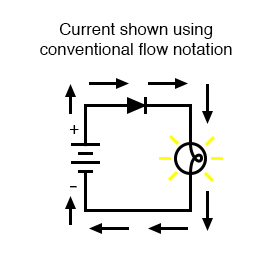 Current shown using
conventional flow notation
+
-